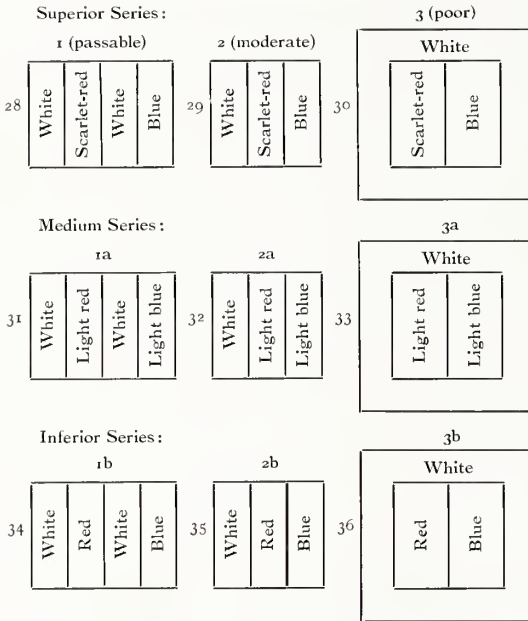 Superior Series:
1 (passable)
2 (moderate)
3 (poor)
28
White
Scarlet-red
White
Blue
29
White
Scarlet-red
Blue
30
White
Scarlet-red
Blue
Medium Series:
1a
2a
3a
31
White
Light red
White
Light blue
32
White
Light red
Light blue
33
White
Light red
Light blue
Inferior Series:
1b
2b
3b
34
White
Red
White
Blue
35
White
Red
Blue
36
White
Red
Blue